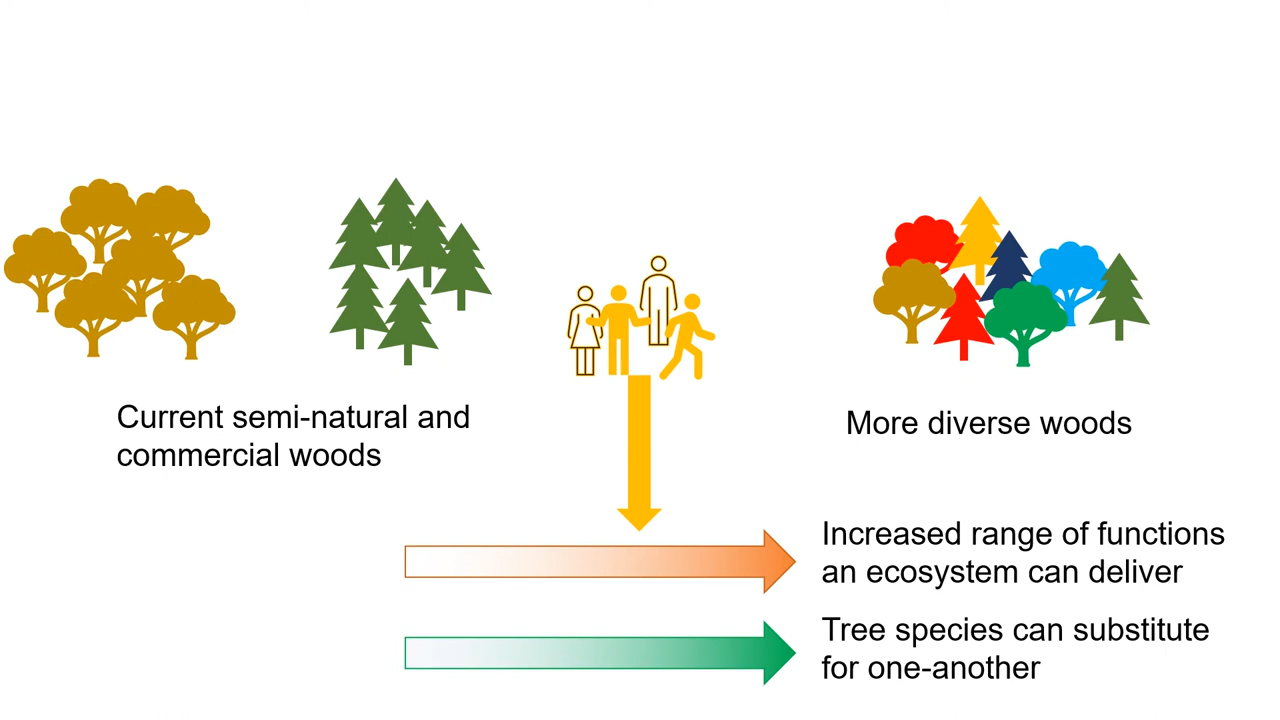 Current semi-natural and
commercial woods
More diverse woods
Increased range of functions
an ecosystem can deliver
Tree species can substitute
for one-another